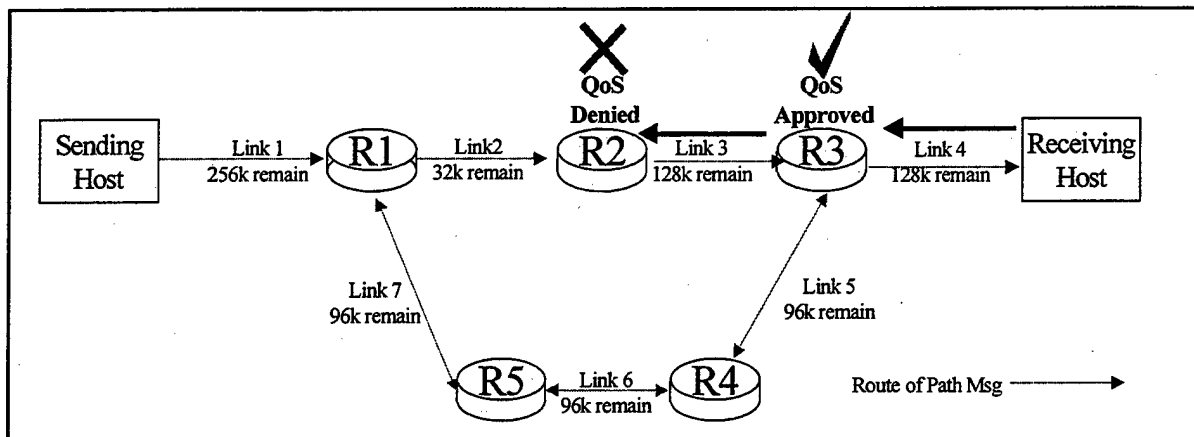 QoS
Denied
QoS
Approved
Sending
Host
Link 1
256k remain
R1
Link2
32k remain
R2
Link 3
128k remain
R3
Link 4
128k remain
Receiving
Host
Link 7
96k remain
Link 5
96k remain
R5
Link 6
96k remain
R4
Route of Path Msg